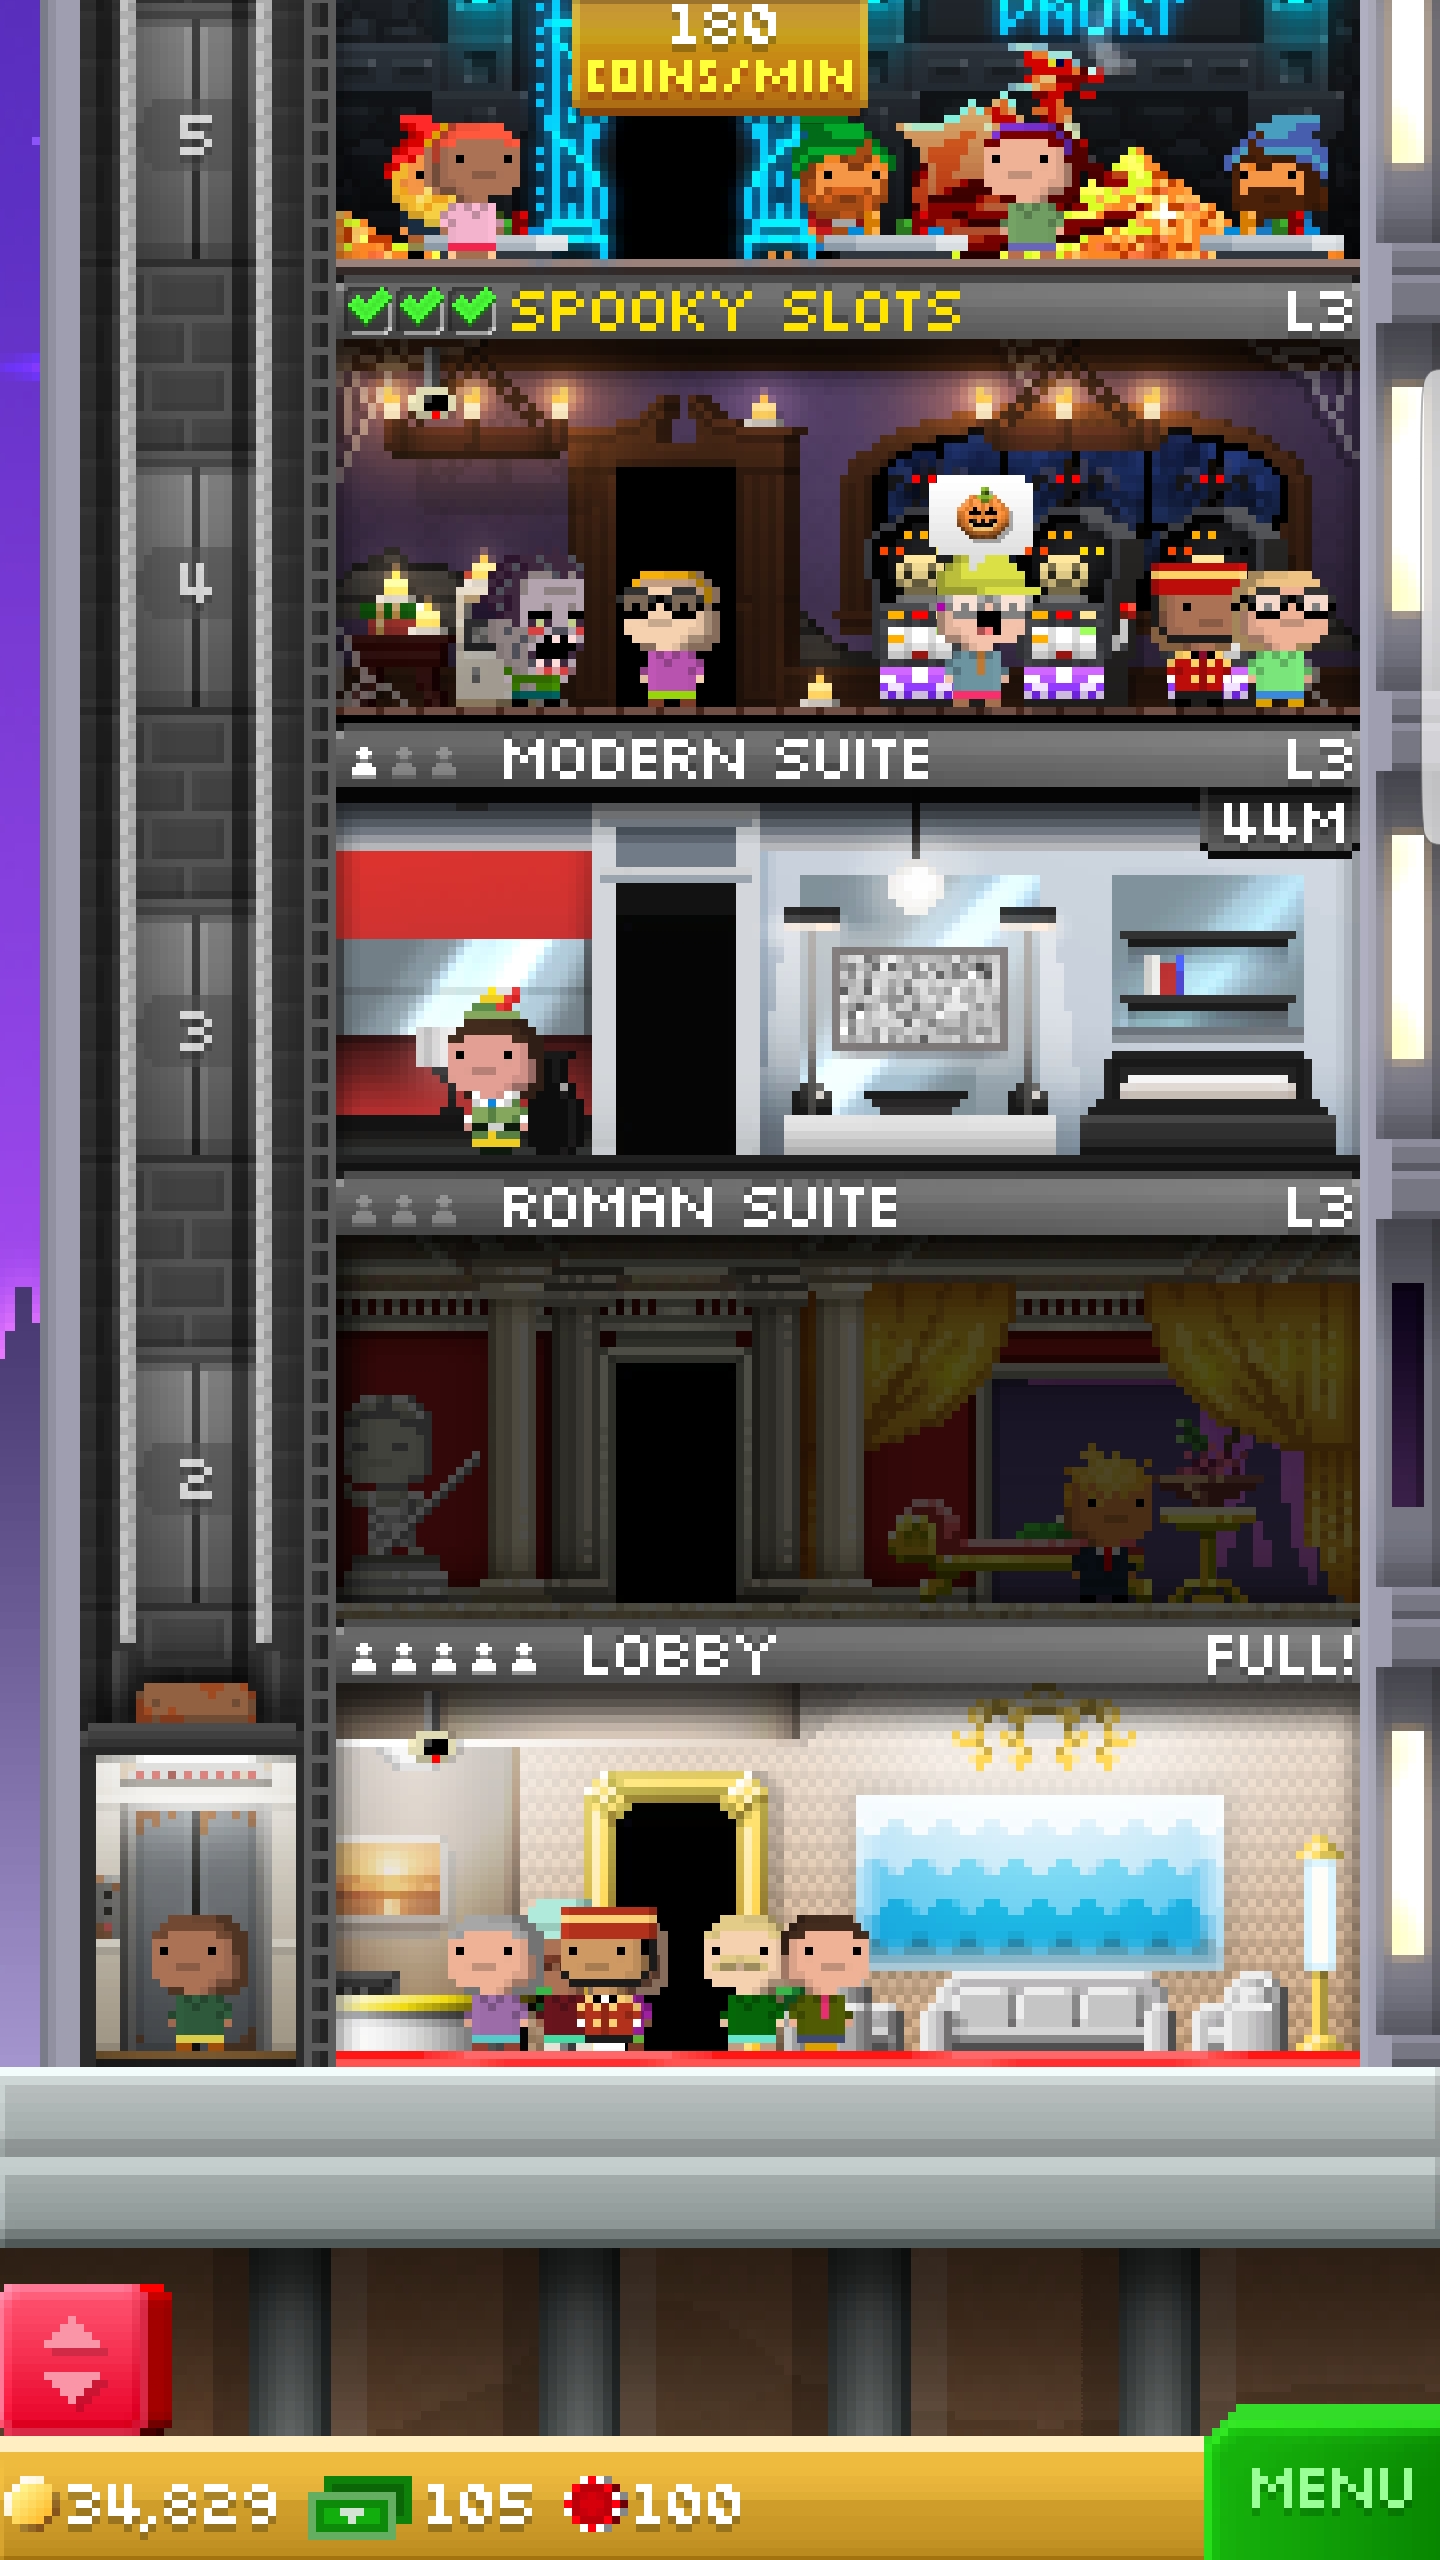 180
COINS/MIN
5
SPOOKY SLOTS L3
4
MODERN SUITE L3
44M
3
ROMAN SUITE L3
2
LOBBY FULL!
34,829 105 100
MENU